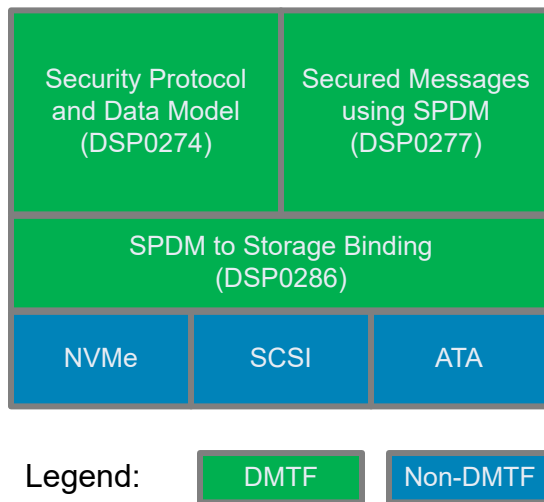 Security Protocol
and Data Model
(DSP0274)
Secured Messages
using SPDM
(DSP0277)
SPDM to Storage Binding
(DSP0286)
NVMe
SCSI
ATA
Legend:
DMTF
Non-DMTF